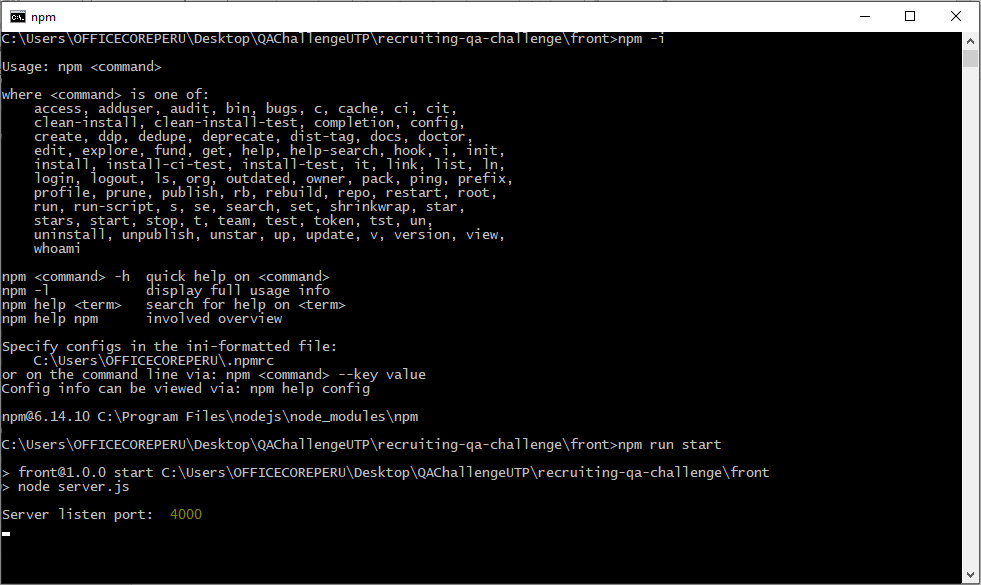 npm
C:\Users\OFFICECOREPERU\Desktop\QAChallengeUTP\recruiting-qa-challenge\front>npm -i
Usage: npm <command>
where <command> is one of:
    access, adduser, audit, bin, bugs, c, cache, ci, cit,
    clean-install, clean-install-test, completion, config,
    create, ddp, dedupe, deprecate, dist-tag, docs, doctor,
    edit, explore, fund, get, help, help-search, hook, i, init,
    install, install-ci-test, install-test, it, link, list, ln,
    login, logout, ls, org, outdated, owner, pack, ping, prefix,
    profile, prune, publish, rb, rebuild, repo, restart, root,
    run, run-script, s, se, search, set, shrinkwrap, star,
    stars, start, stop, t, team, test, token, tst, un,
    uninstall, unpublish, unstar, up, update, v, version, view,
    whoami
npm <command> -h  quick help on <command>
npm -l            display full usage info
npm help <term>   search for help on <term>
npm help npm      involved overview
Specify configs in the ini-formatted file:
    C:\Users\OFFICECOREPERU\.npmrc
or on the command line via: npm <command> --key value
Config info can be viewed via: npm help config
npm@6.14.10 C:\Program Files\nodejs\node_modules\npm
C:\Users\OFFICECOREPERU\Desktop\QAChallengeUTP\recruiting-qa-challenge\front>npm run start
> front@1.0.0 start C:\Users\OFFICECOREPERU\Desktop\QAChallengeUTP\recruiting-qa-challenge\front
> node server.js
Server listen port:  4000